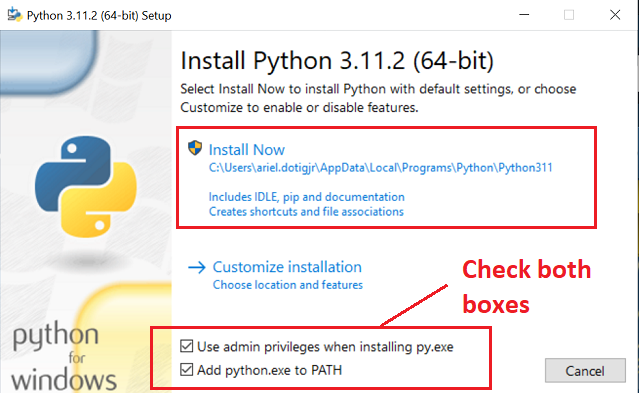 Python 3.11.2 (64-bit) Setup
Install Python 3.11.2 (64-bit)
Select Install Now to install Python with default settings, or choose
Customize to enable or disable features.
Install Now
C:\Users\ariel.dotigjr\AppData\Local\Programs\Python\Python311
Includes IDLE, pip and documentation
Creates shortcuts and file associations
Customize installation
Choose location and features
Check both
boxes
python
for
windows
Use admin privileges when installing py.exe
Add python.exe to PATH
Cancel